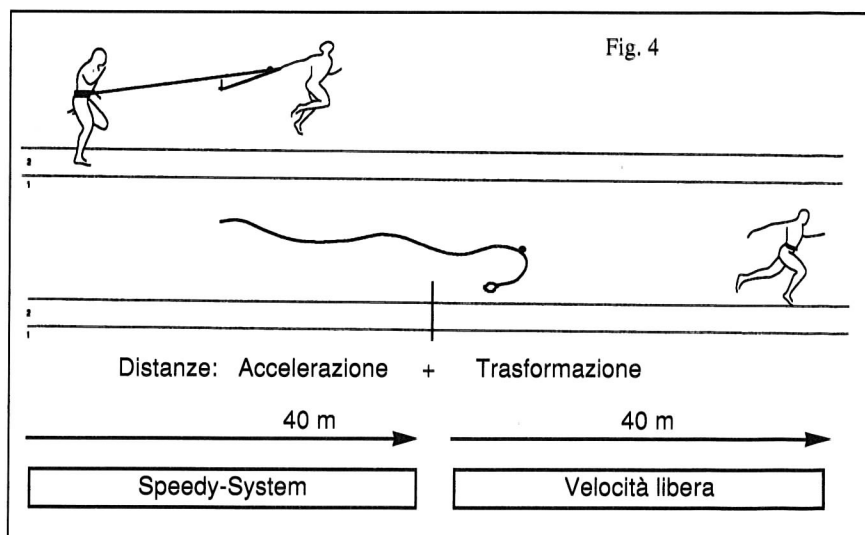 Fig. 4
2
1
2
1
Distanze: Accelerazione + Trasformazione
40 m 40 m
Speedy-System Velocità libera